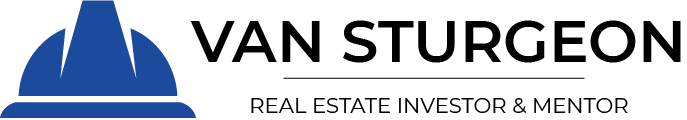 VAN STURGEON
REAL ESTATE INVESTOR & MENTOR